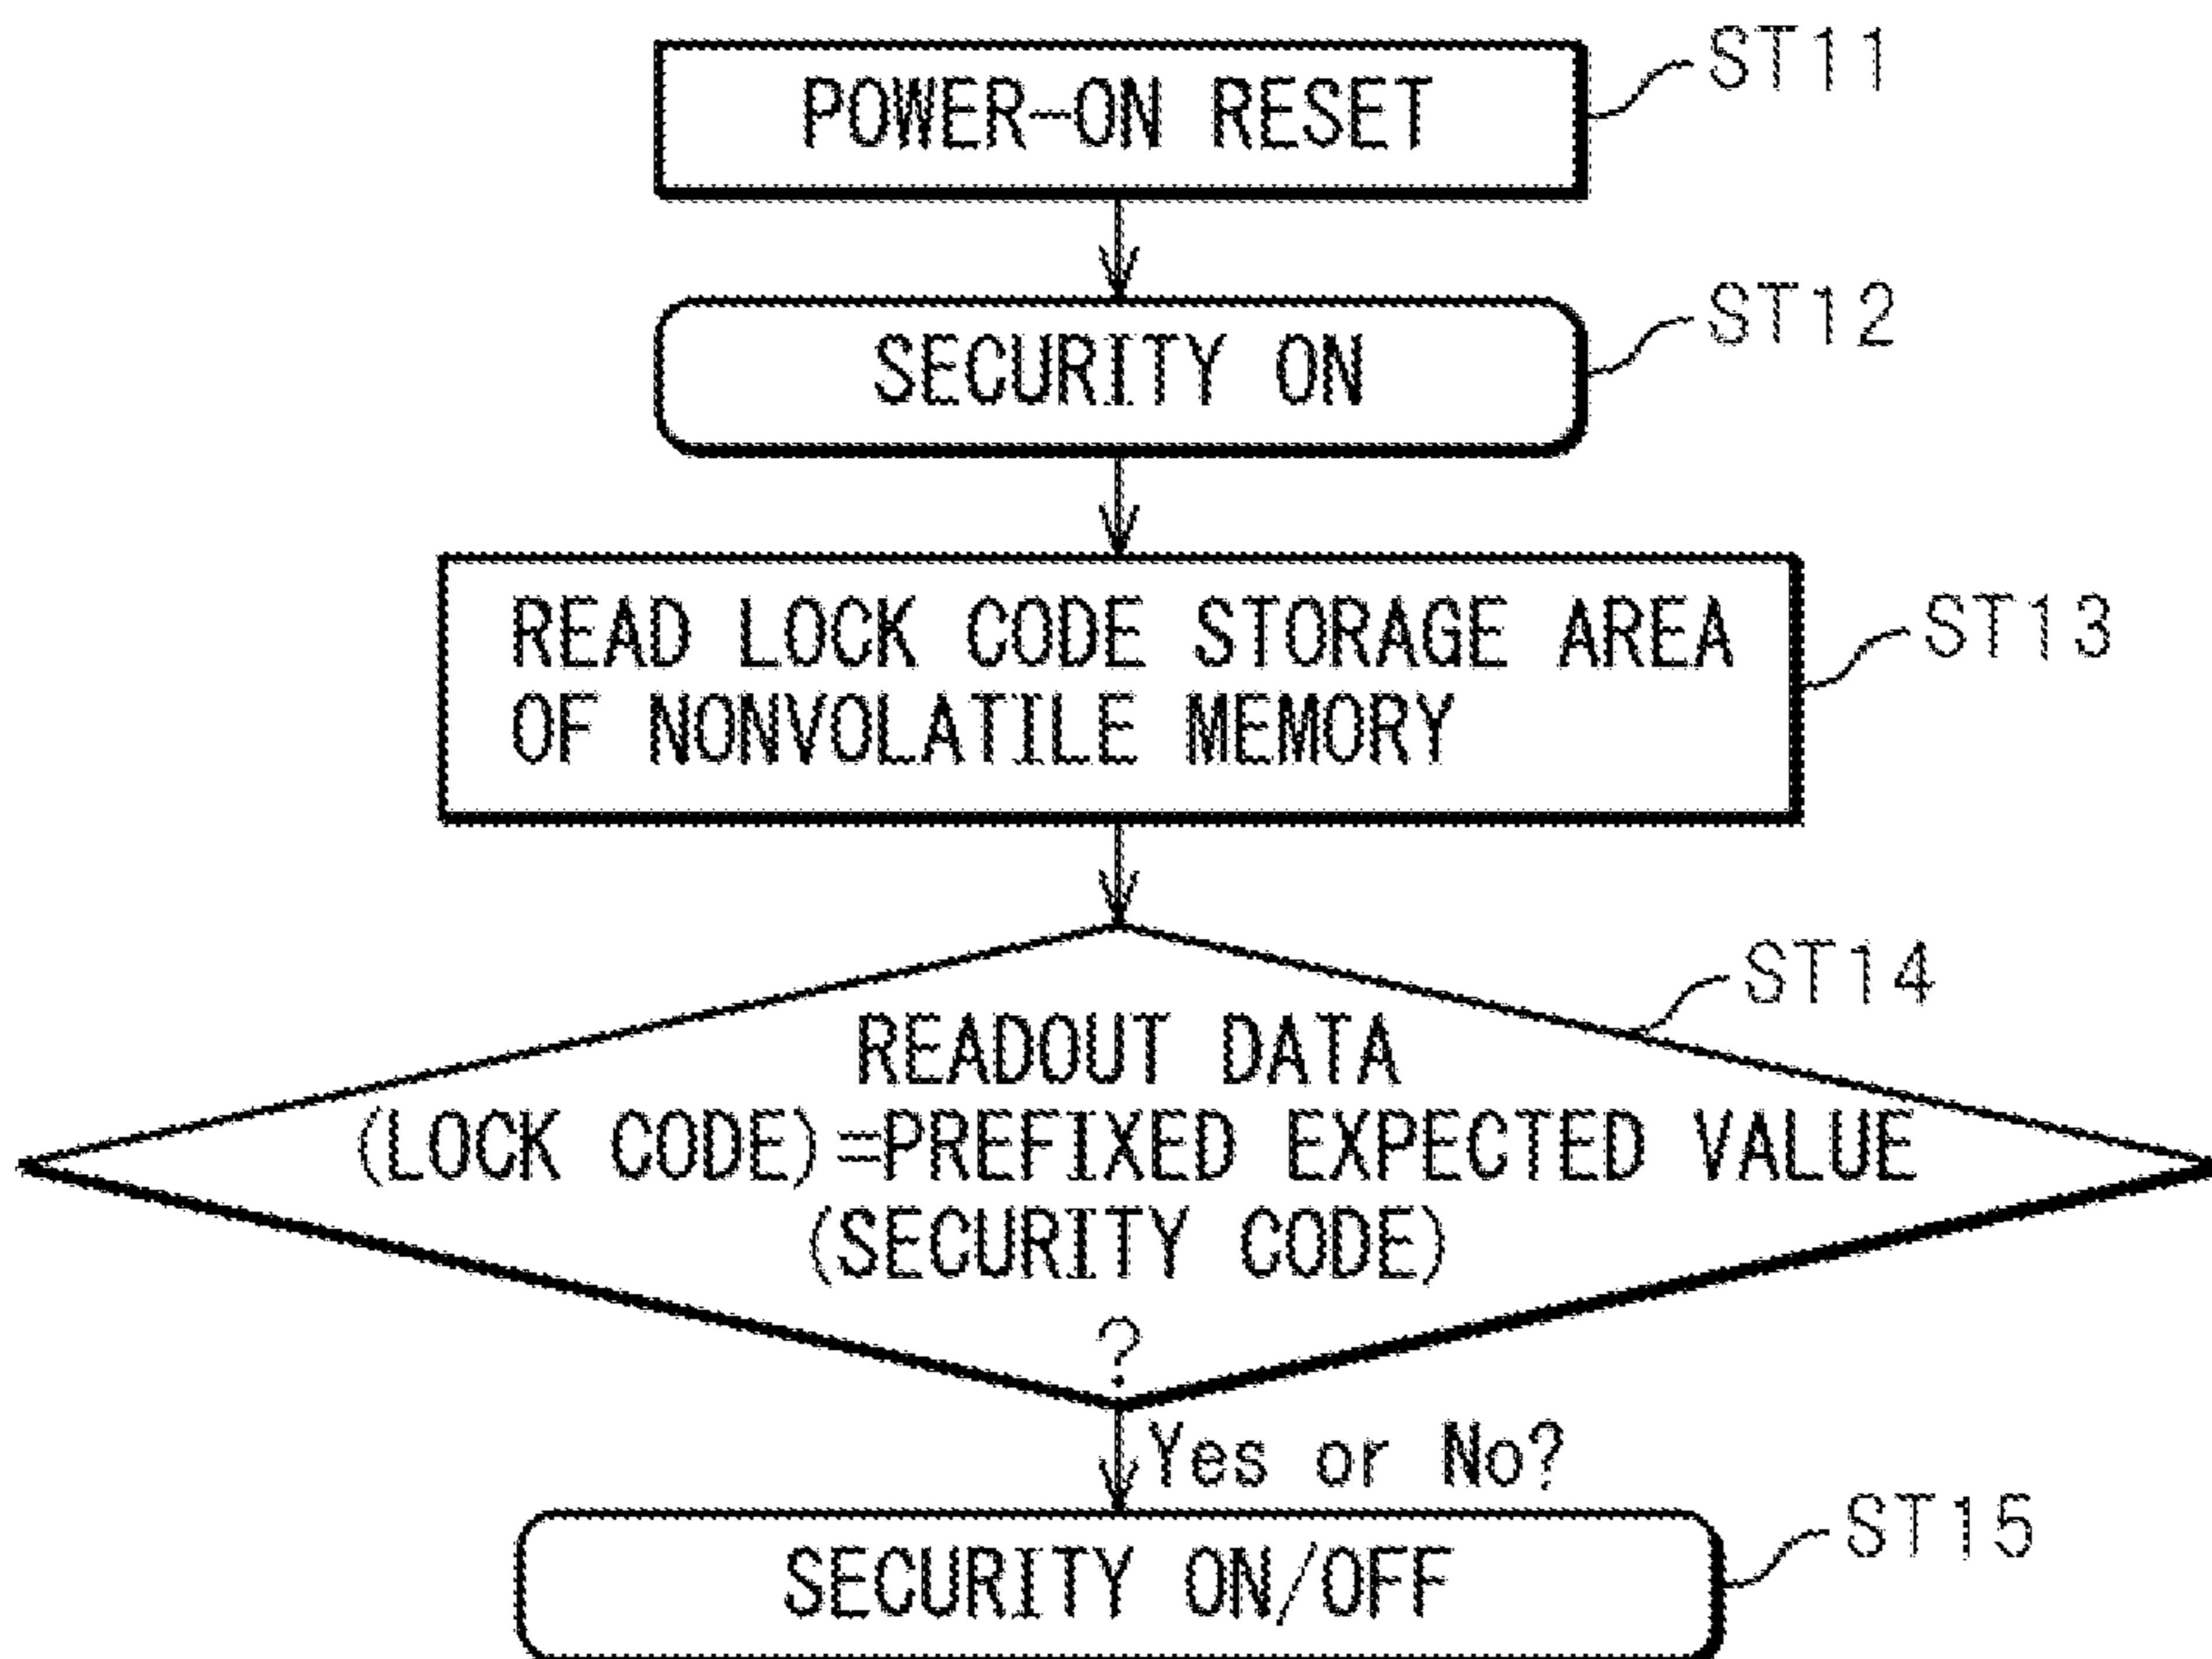 POWER-ON RESET
ST11
SECURITY ON
ST12
READ LOCK CODE STORAGE AREA
OF NONVOLATILE MEMORY
ST13
ST14
READOUT DATA
(LOCK CODE)=PREFIXED EXPECTED VALUE
(SECURITY CODE)
?
Yes or No?
SECURITY ON/OFF
ST15